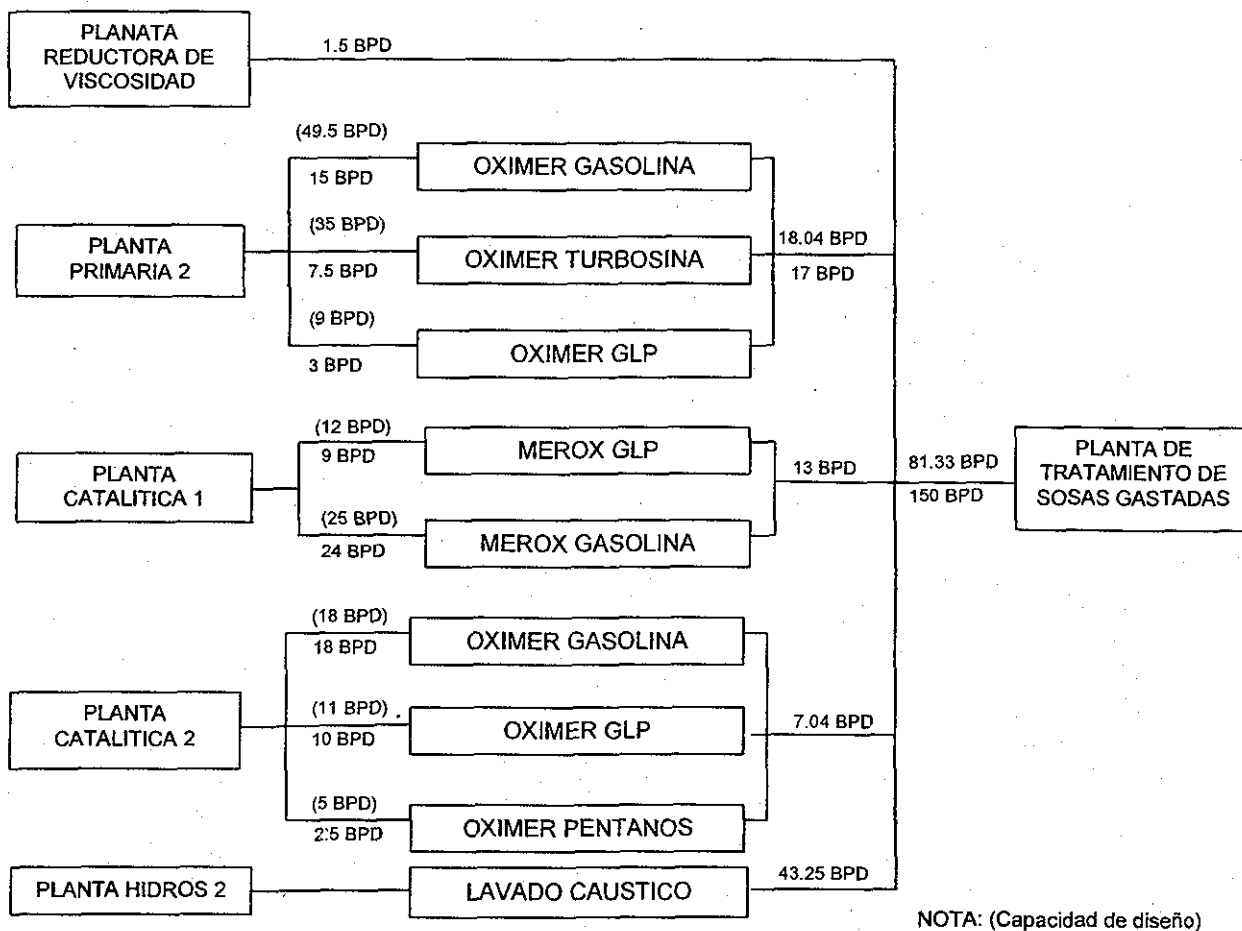 PLANATA
REDUCTORA DE
VISCOSIDAD
1.5 BPD
PLANTA
PRIMARIA 2
(49.5 BPD)
15 BPD
OXIMER GASOLINA
(35 BPD)
7.5 BPD
OXIMER TURBOSINA
(9 BPD)
3 BPD
OXIMER GLP
18.04 BPD
17 BPD
PLANTA
CATALITICA 1
(12 BPD)
9 BPD
MEROX GLP
(25 BPD)
24 BPD
MEROX GASOLINA
13 BPD
81.33 BPD
150 BPD
PLANTA DE
TRATAMIENTO DE
SOSAS GASTADAS
PLANTA
CATALITICA 2
(18 BPD)
18 BPD
OXIMER GASOLINA
(11 BPD)
10 BPD
OXIMER GLP
(5 BPD)
2.5 BPD
OXIMER PENTANOS
7.04 BPD
PLANTA HIDROS 2
LAVADO CAUSTICO
43.25 BPD
NOTA: (Capacidad de diseño)